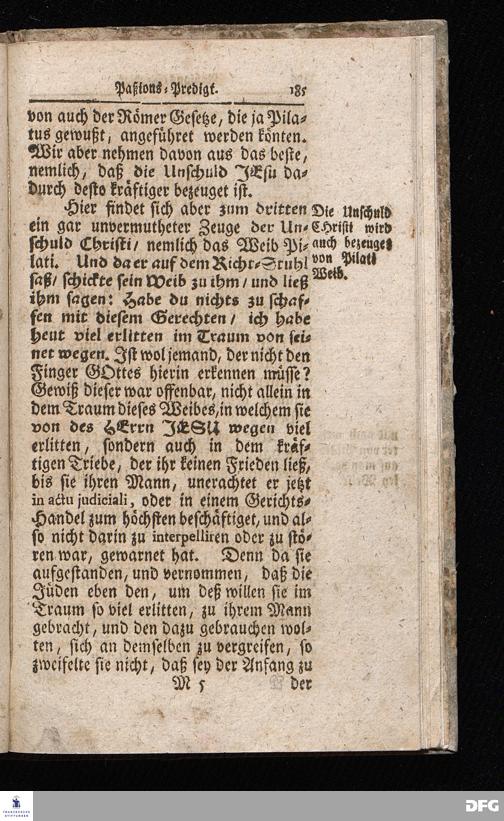 Paßions-Predigt. 185
von auch der Römer Gesetze, die ja Pila-
tus gewußt, angeführet werden könten.
Wir aber nehmen davon aus das beste,
nemlich, daß die Unschuld JEsu da-
durch desto kräftiger bezeuget ist.
Hier findet sich aber zum dritten
ein gar unvermutheter Zeuge der Un-
schuld Christi/ nemlich das Weib Pi-
lati. Und da er auf dem Richt-Stuhl
saß/ schickte sein Weib zu ihm/ und ließ
ihm sagen: Habe du nichts zu schaf-
fen mit diesem Gerechten/ ich habe
heut viel erlitten im Traum von sei-
net wegen. Ist wol jemand, der nicht den
Finger GOttes hierin erkennen müsse?
Gewiß dieser war offenbar, nicht allein in
dem Traum dieses Weibes, in welchem sie
von des HErrn JESU wegen viel
erlitten, sondern auch in dem kräf-
tigen Triebe, der ihr keinen Frieden ließ,
bis sie ihren Mann, unerachtet er jetzt
in actu judiciali, oder in einem Gerichts-
Handel zum höchsten beschäftiget, und al-
so nicht darin zu interpelliren oder zu stö-
ren war, gewarnet hat. Denn da sie
aufgestanden, und vernommen, daß die
Jüden eben den, um deß willen sie im
Traum so viel erlitten, zu ihrem Mann
gebracht, und den dazu gebrauchen wol-
ten, sich an demselben zu vergreifen, so
zweifelte sie nicht, daß sey der Anfang zu
M 5 der
Die Unschuld
CHristi wird
auch bezeuget
von Pilati
Weib.
FRANCKESCHE
STIFTUNGEN
DFG